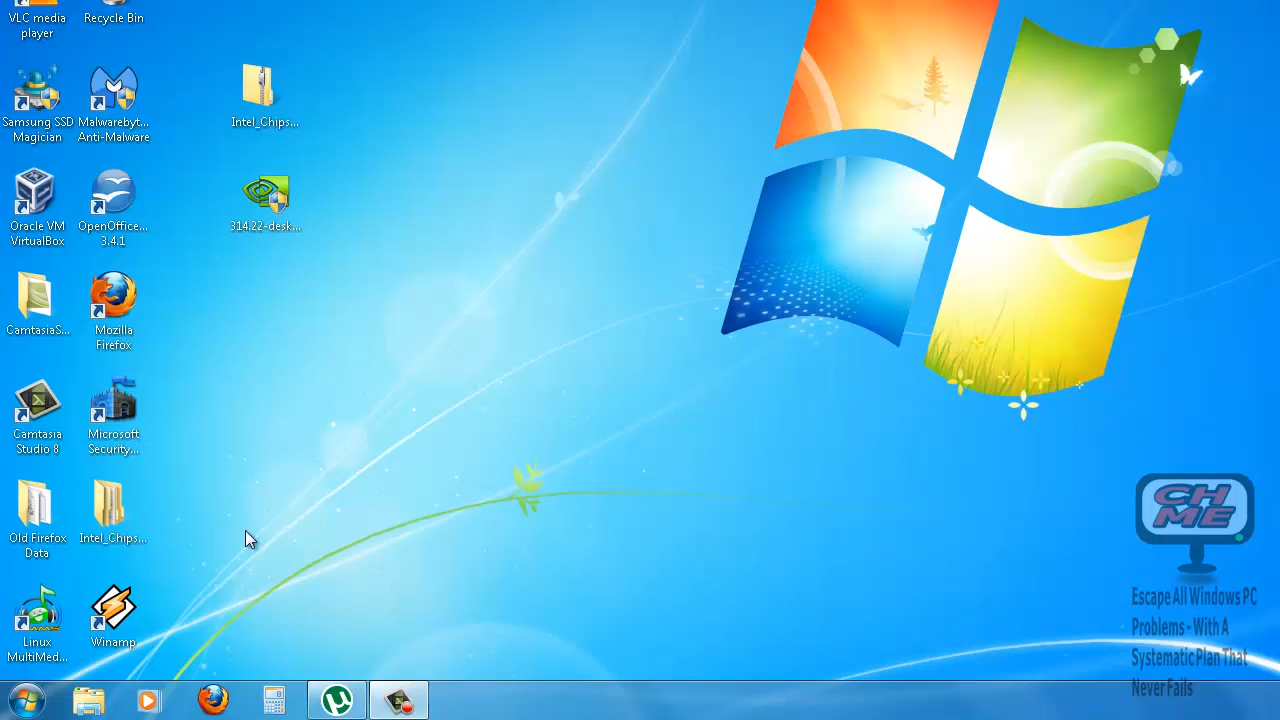 VLC media
player
Recycle Bin
Samsung SSD
Magician
Malwarebyt...
Anti-Malware
Intel_Chips...
Oracle VM
VirtualBox
OpenOffice...
3.4.1
314.22-desk...
CamtasiaS...
Mozilla
Firefox
Camtasia
Studio 8
Microsoft
Security...
Old Firefox
Data
Intel_Chips...
Linux
MultiMed...
Winamp
CH
ME
Escape All Windows PC
Problems - With A
Systematic Plan That
Never Fails